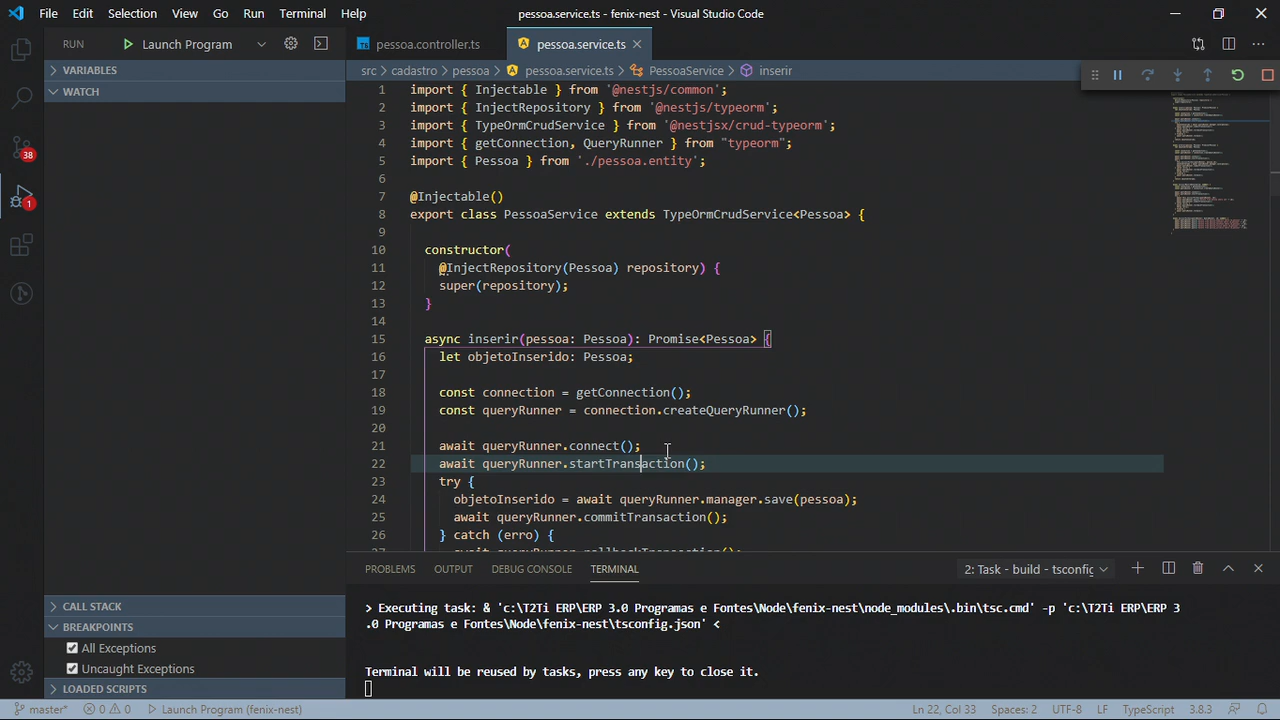 File Edit Selection View Go Run Terminal Help
pessoa.service.ts - fenix-nest - Visual Studio Code
RUN Launch Program
pessoa.controller.ts
pessoa.service.ts
VARIABLES
src > cadastro > pessoa > pessoa.service.ts > PessoaService > inserir
WATCH
1 import { Injectable } from '@nestjs/common';
2 import { InjectRepository } from '@nestjs/typeorm';
3 import { TypeOrmCrudService } from '@nestjsx/crud-typeorm';
4 import { getConnection, QueryRunner } from "typeorm";
5 import { Pessoa } from './pessoa.entity';
6
7 @Injectable()
8 export class PessoaService extends TypeOrmCrudService<Pessoa> {
9
10 constructor(
11 @InjectRepository(Pessoa) repository) {
12 super(repository);
13 }
14
15 async inserir(pessoa: Pessoa): Promise<Pessoa> {
16 let objetoInserido: Pessoa;
17
18 const connection = getConnection();
19 const queryRunner = connection.createQueryRunner();
20
21 await queryRunner.connect();
22 await queryRunner.startTransaction();
23 try {
24 objetoInserido = await queryRunner.manager.save(pessoa);
25 await queryRunner.commitTransaction();
26 } catch (erro) {
27 await queryRunner.rollbackTransaction();
38
1
CALL STACK
BREAKPOINTS
All Exceptions
Uncaught Exceptions
LOADED SCRIPTS
PROBLEMS OUTPUT DEBUG CONSOLE TERMINAL
2: Task - build - tsconfig
> Executing task: & 'c:\T2Ti ERP\ERP 3.0 Programas e Fontes\Node\fenix-nest\node_modules\.bin\tsc.cmd' -p 'c:\T2Ti ERP\ERP 3
.0 Programas e Fontes\Node\fenix-nest\tsconfig.json' <
Terminal will be reused by tasks, press any key to close it.
master* 0 0 Launch Program (fenix-nest)
Ln 22, Col 33 Spaces: 2 UTF-8 LF TypeScript 3.8.3